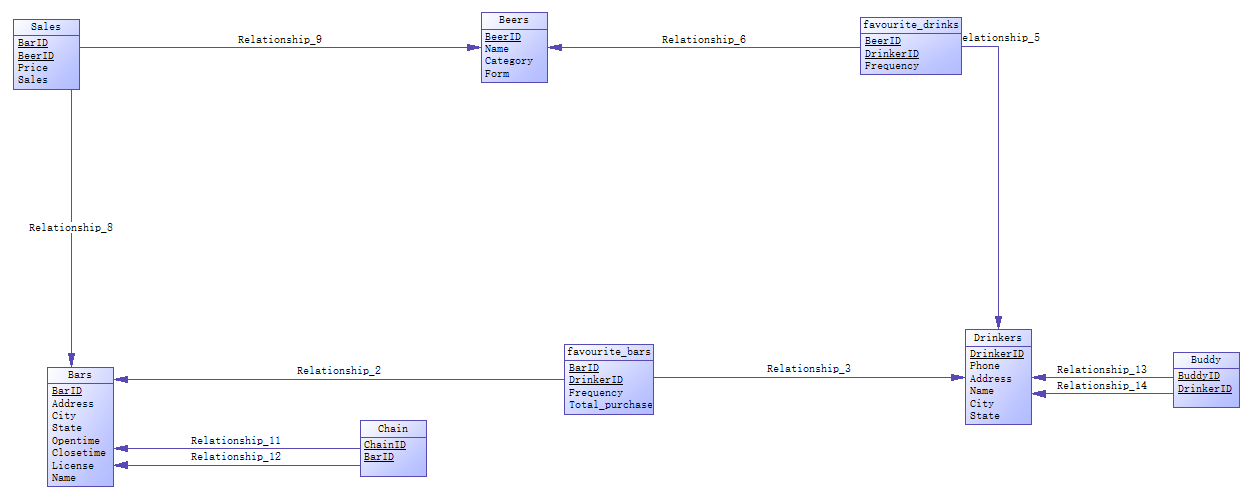 Sales
BarID
BeerID
Price
Sales
Relationship_9
Beers
BeerID
Name
Category
Form
Relationship_6
favourite_drinks
BeerID
DrinkerID
Frequency
elationship_5
Relationship_8
Bars
BarID
Address
City
State
Opentime
Closetime
License
Name
Relationship_2
favourite_bars
BarID
DrinkerID
Frequency
Total_purchase
Relationship_3
Drinkers
DrinkerID
Phone
Address
Name
City
State
Relationship_13
Relationship_14
Buddy
BuddyID
DrinkerID
Relationship_11
Relationship_12
Chain
ChainID
BarID